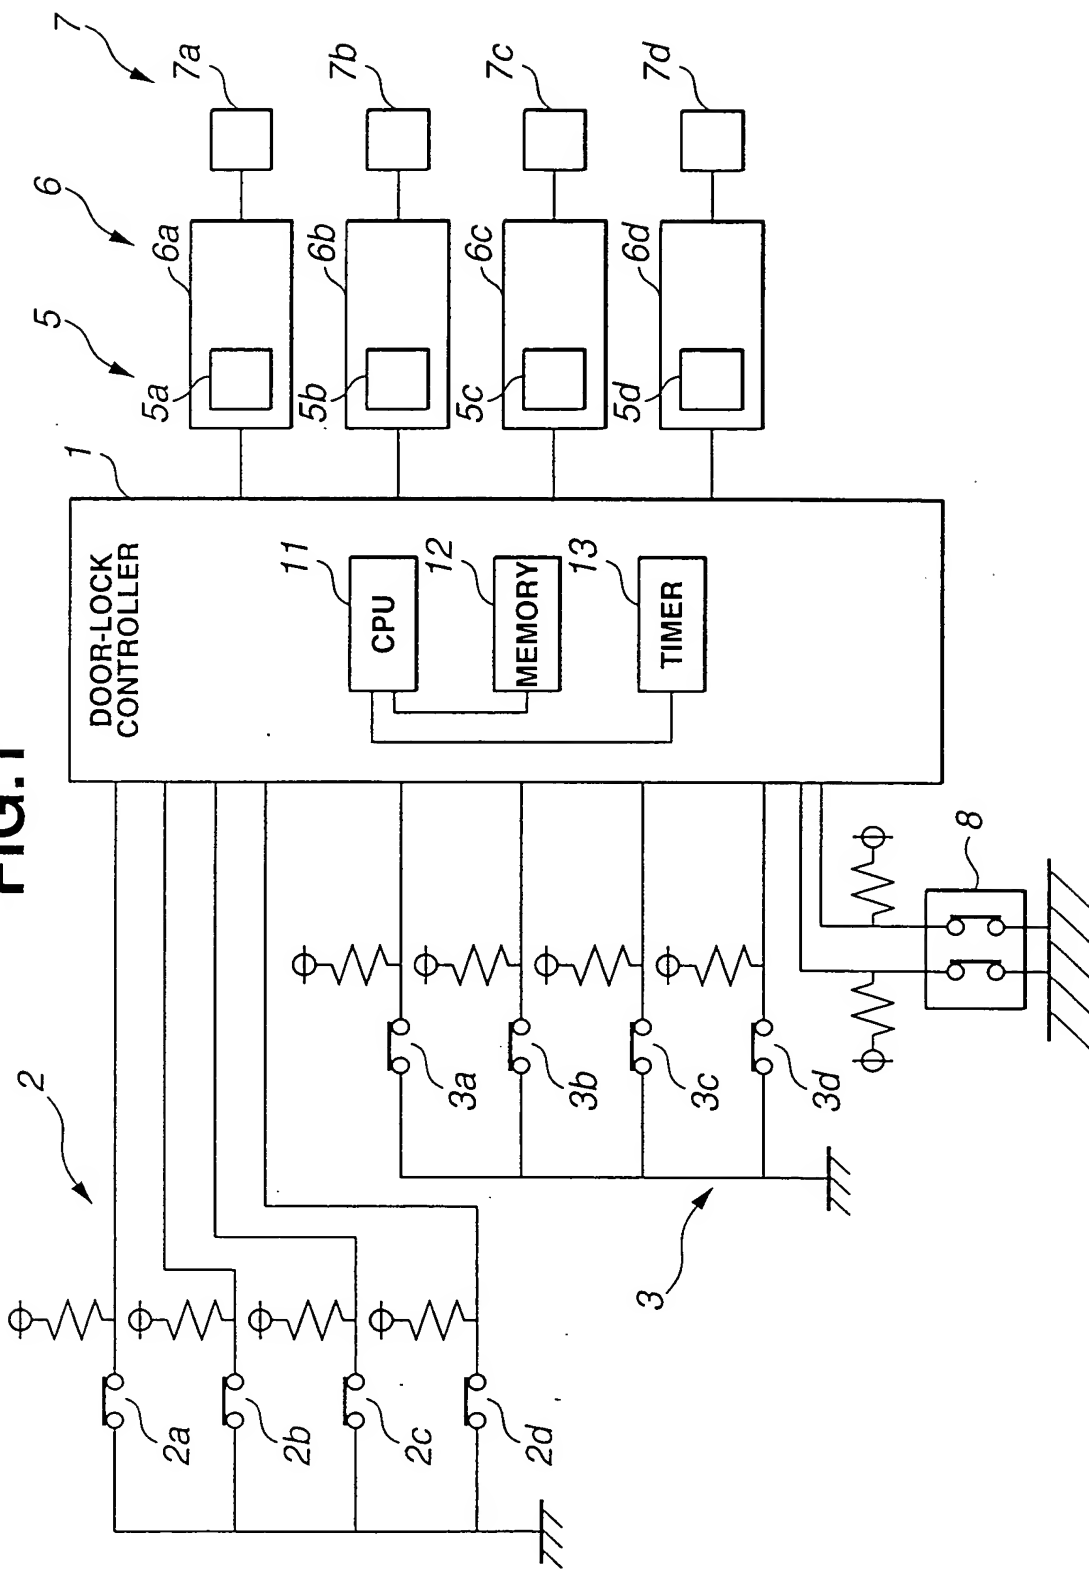 FIG.1
7
7a
7b
7c
7d
6
6a
6b
6c
6d
5
5a
5b
5c
5d
1
DOOR-LOCK
CONTROLLER
11
CPU
12
MEMORY
13
TIMER
8
2
2a
2b
2c
2d
3
3a
3b
3c
3d